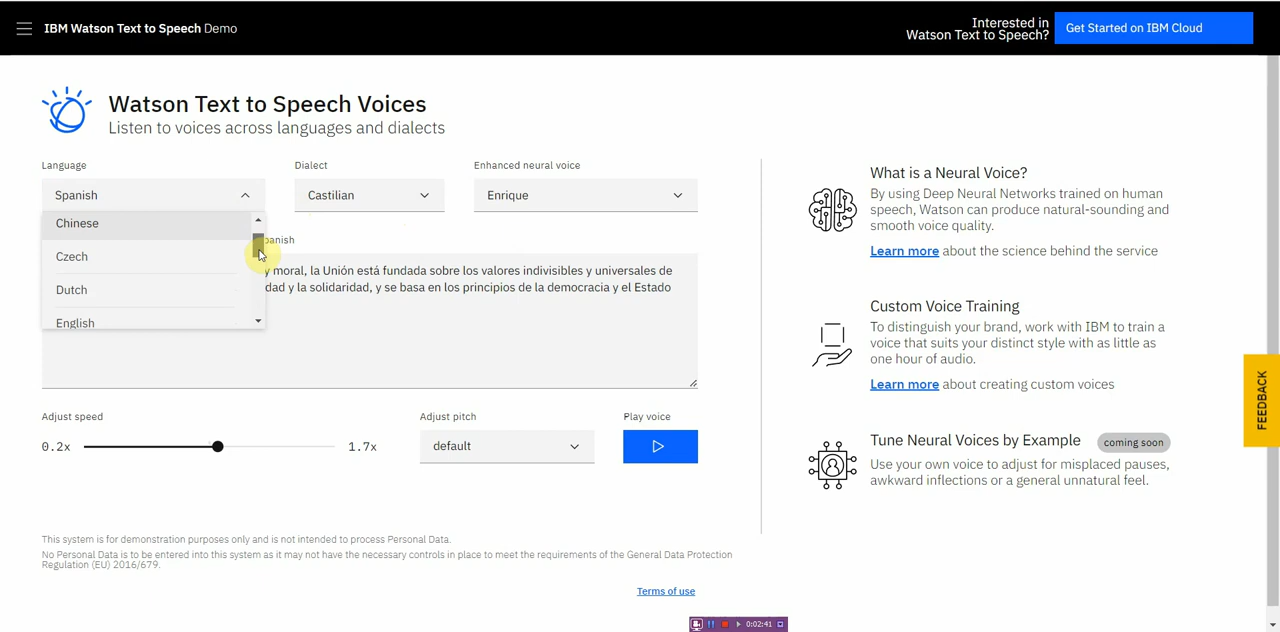 IBM Watson Text to Speech Demo
Interested in
Watson Text to Speech?
Get Started on IBM Cloud
Watson Text to Speech Voices
Listen to voices across languages and dialects
Language
Dialect
Enhanced neural voice
Spanish
Castilian
Enrique
Chinese
Czech
Dutch
English
panish
y moral, la Unión está fundada sobre los valores indivisibles y universales de
dad y la solidaridad, y se basa en los principios de la democracia y el Estado
Adjust speed
0.2x
1.7x
Adjust pitch
default
Play voice
What is a Neural Voice?
By using Deep Neural Networks trained on human
speech, Watson can produce natural-sounding and
smooth voice quality.
Learn more about the science behind the service
Custom Voice Training
To distinguish your brand, work with IBM to train a
voice that suits your distinct style with as little as
one hour of audio.
Learn more about creating custom voices
Tune Neural Voices by Example
coming soon
Use your own voice to adjust for misplaced pauses,
awkward inflections or a general unnatural feel.
FEEDBACK
This system is for demonstration purposes only and is not intended to process Personal Data.
No Personal Data is to be entered into this system as it may not have the necessary controls in place to meet the requirements of the General Data Protection
Regulation (EU) 2016/679.
Terms of use
0:02:41